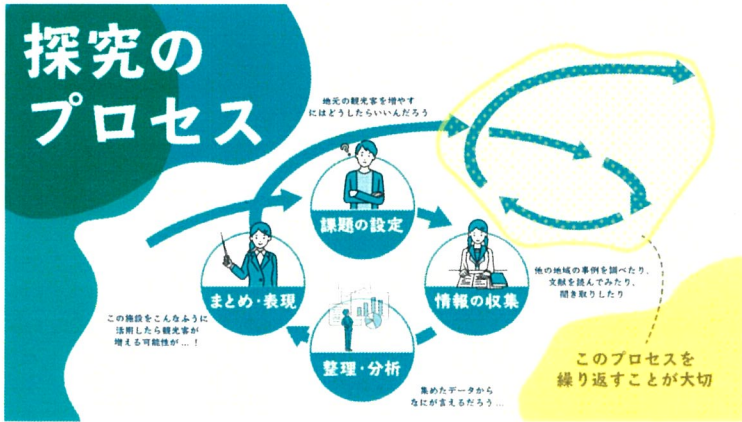 探究の
プロセス
地元の観光客を増やす
にはどうしたらいいんだろう
課題の設定
情報の収集
他の地域の事例を調べたり、
文献を読んでみたり、
聞き取りしたり
整理・分析
集めたデータから
なにが言えるだろう…
まとめ・表現
この施設をこんなふうに
活用したら観光客が
増える可能性が…！
このプロセスを
繰り返すことが大切